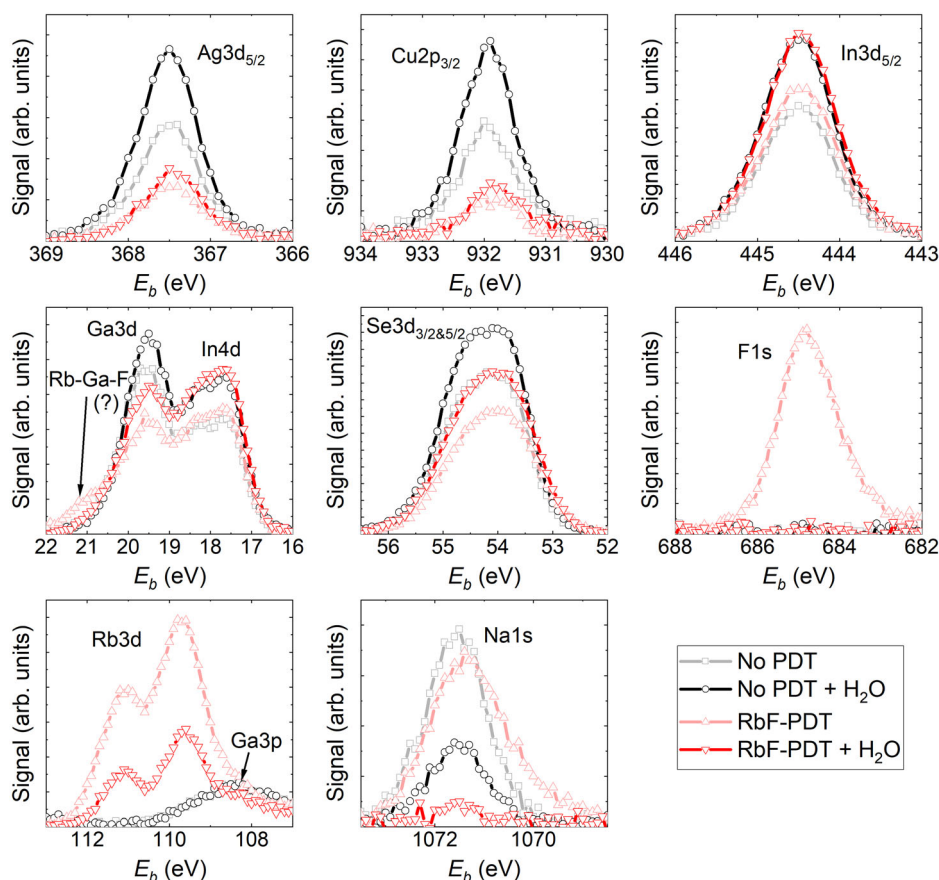 Signal (arb. units)
Ag3d5/2
369 368 367 366
Eb (eV)
Signal (arb. units)
Cu2p3/2
934 933 932 931 930
Eb (eV)
Signal (arb. units)
In3d5/2
446 445 444 443
Eb (eV)
Signal (arb. units)
Ga3d
In4d
Rb-Ga-F
(?)
22 21 20 19 18 17 16
Eb (eV)
Signal (arb. units)
Se3d3/2&5/2
56 55 54 53 52
Eb (eV)
Signal (arb. units)
F1s
688 686 684 682
Eb (eV)
Signal (arb. units)
Rb3d
Ga3p
112 110 108
Eb (eV)
Signal (arb. units)
Na1s
1072 1070
Eb (eV)
No PDT
No PDT + H2O
RbF-PDT
RbF-PDT + H2O